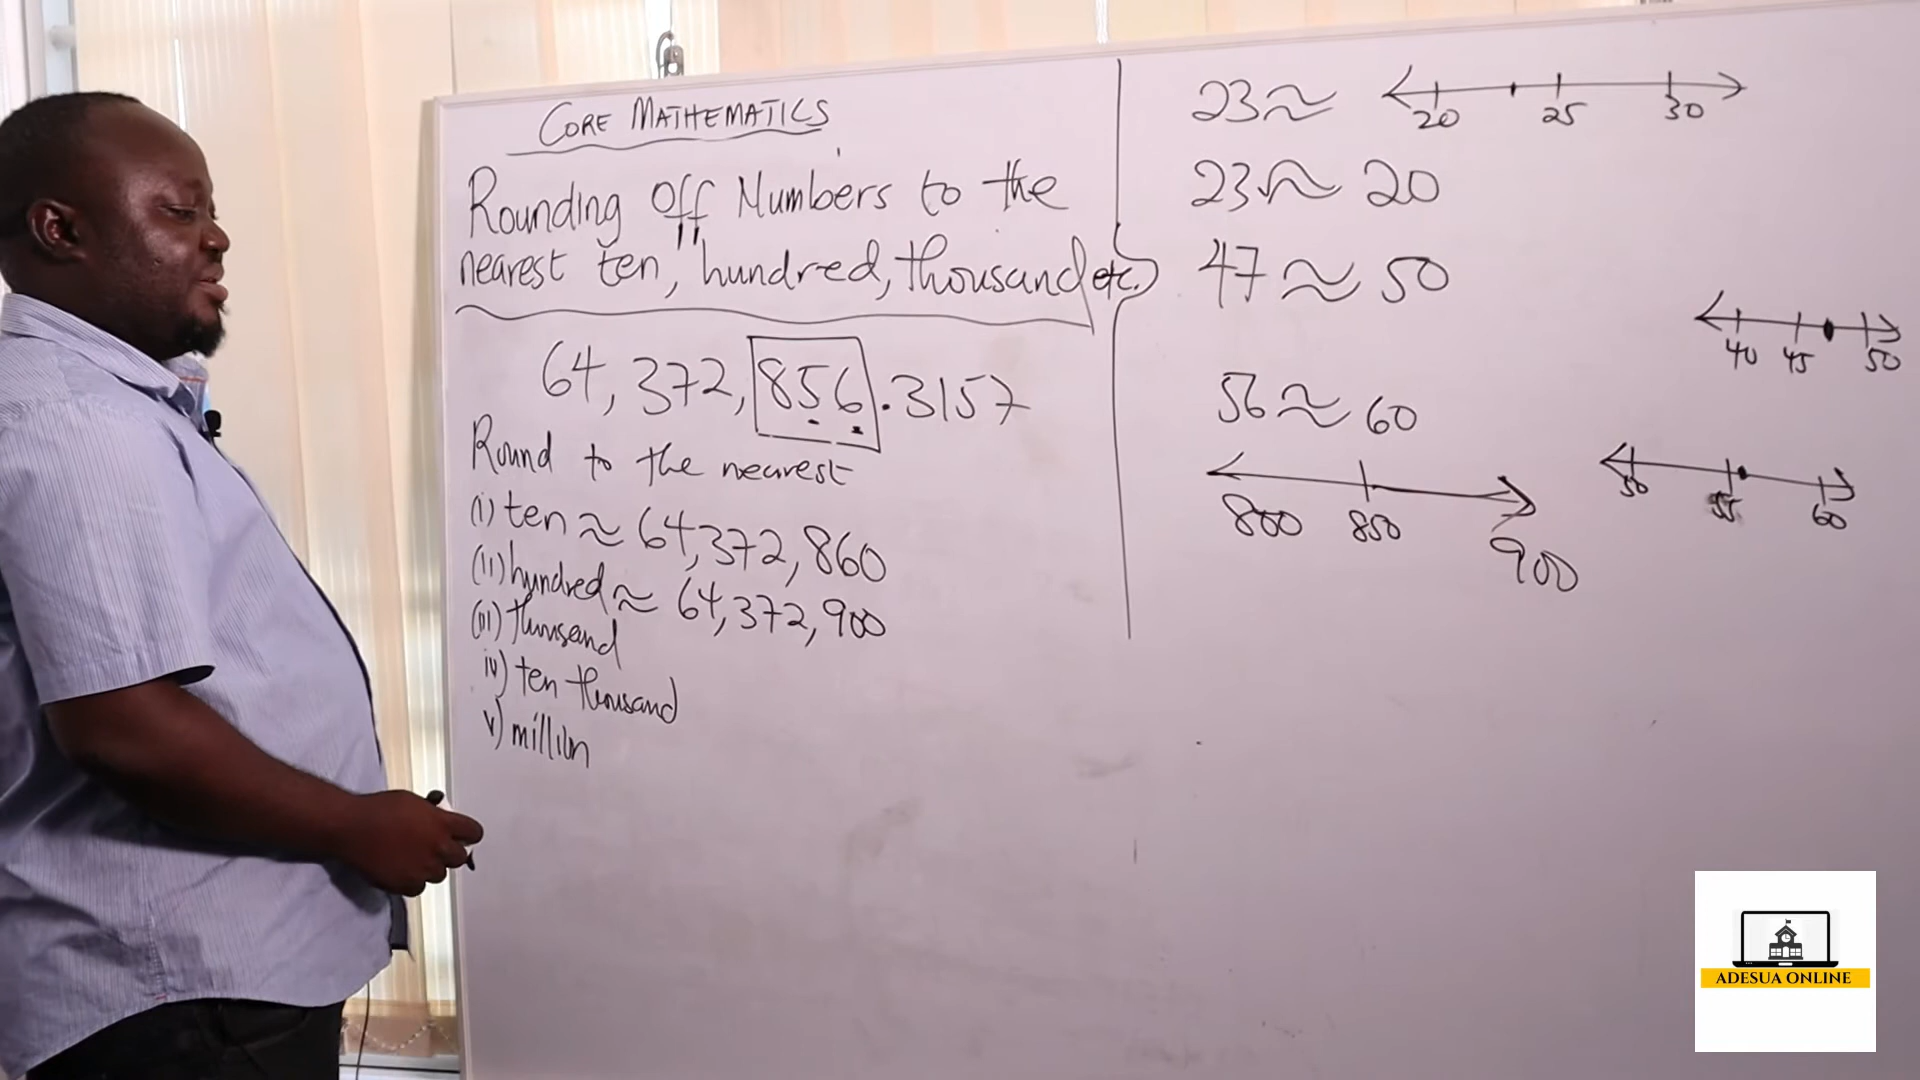 CORE MATHEMATICS
Rounding Off Numbers to the
nearest ten, hundred, thousand etc.
64,372,856.3157
Round to the nearest
(i) ten ≈ 64,372,860
(ii) hundred ≈ 64,372,900
(iii) thousand
iv) ten thousand
v) million
23≈
20 25 30
23≈ 20
47≈ 50
40 45 50
56≈ 60
50 55 60
800 850 900
ADESUA ONLINE